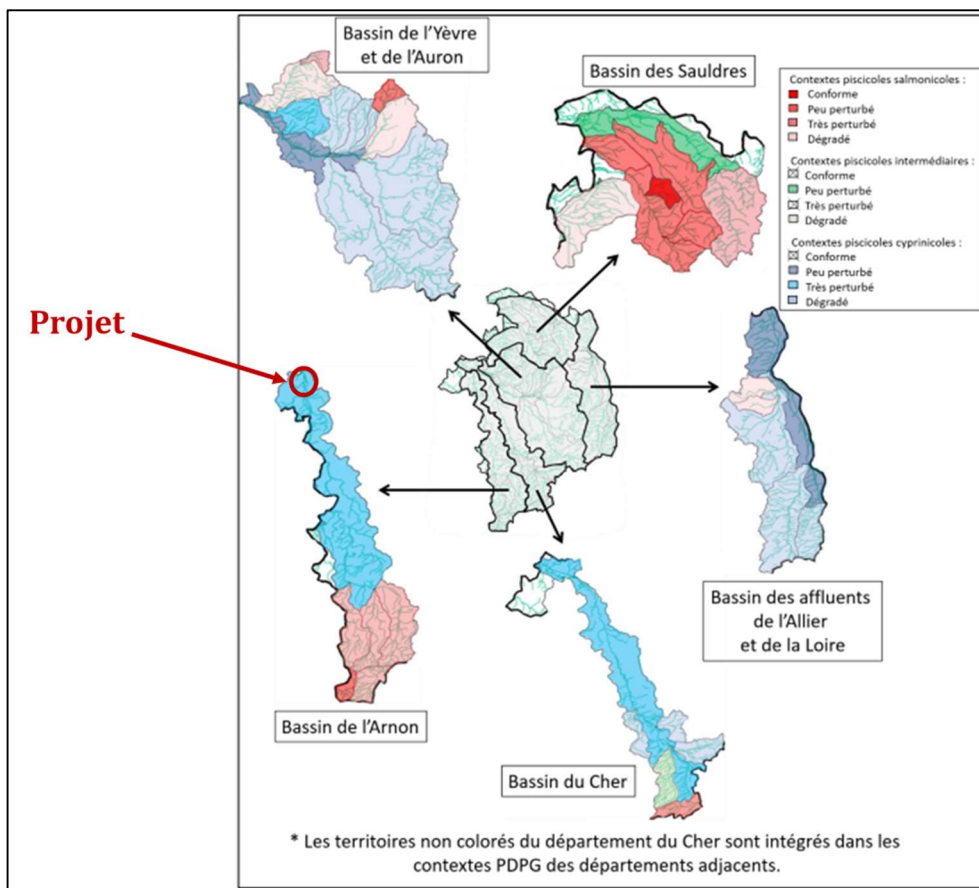 Bassin de l'Yèvre
et de l'Auron
Bassin des Sauldres
Contextes piscicoles salmonicoles :
Conforme
Peu perturbé
Très perturbé
Dégradé
Contextes piscicoles intermédiaires :
Conforme
Peu perturbé
Très perturbé
Dégradé
Contextes piscicoles cyprinicoles :
Conforme
Peu perturbé
Très perturbé
Dégradé
Projet
Bassin des affluents
de l'Allier
et de la Loire
Bassin de l'Arnon
Bassin du Cher
* Les territoires non colorés du département du Cher sont intégrés dans les
contextes PDPG des départements adjacents.